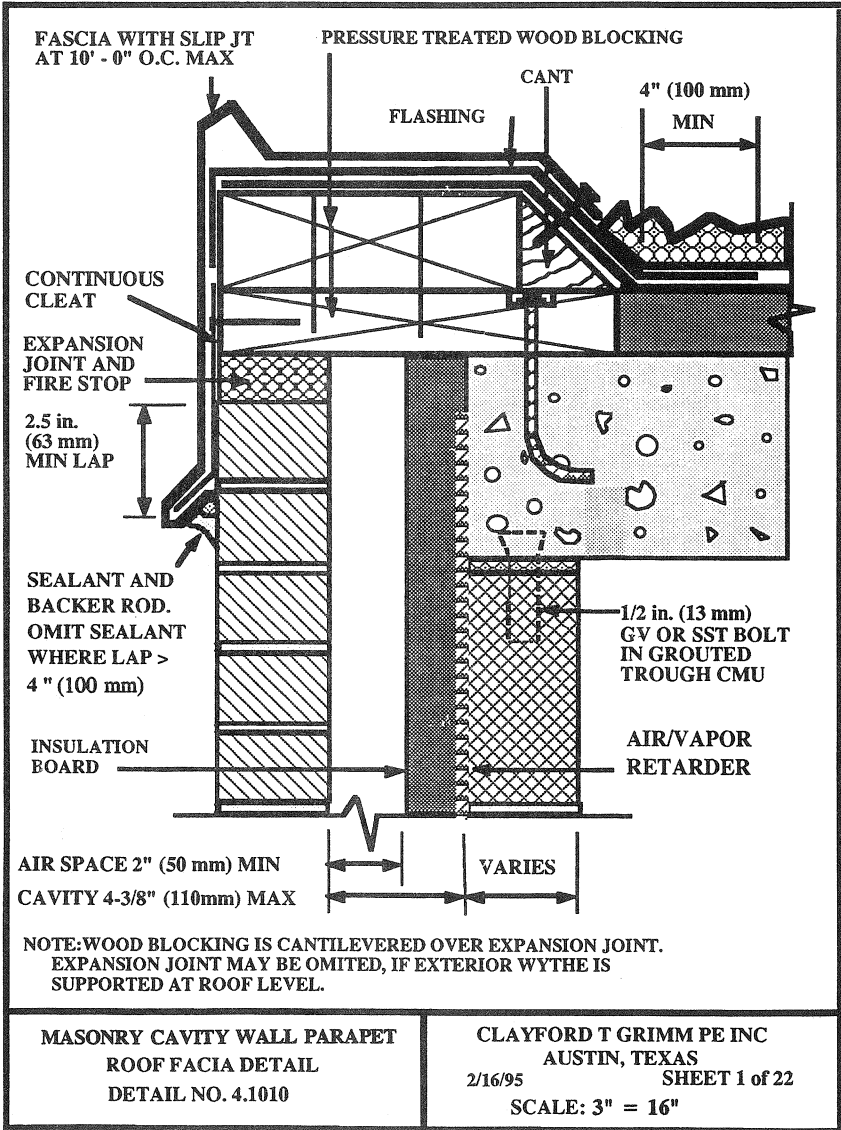 FASCIA WITH SLIP JT
AT 10' - 0" O.C. MAX
PRESSURE TREATED WOOD BLOCKING
CANT
4" (100 mm)
MIN
FLASHING
CONTINUOUS
CLEAT
EXPANSION
JOINT AND
FIRE STOP
2.5 in.
(63 mm)
MIN LAP
SEALANT AND
BACKER ROD.
OMIT SEALANT
WHERE LAP >
4 " (100 mm)
1/2 in. (13 mm)
GV OR SST BOLT
IN GROUTED
TROUGH CMU
INSULATION
BOARD
AIR/VAPOR
RETARDER
AIR SPACE 2" (50 mm) MIN
VARIES
CAVITY 4-3/8" (110mm) MAX
NOTE:WOOD BLOCKING IS CANTILEVERED OVER EXPANSION JOINT.
EXPANSION JOINT MAY BE OMITED, IF EXTERIOR WYTHE IS
SUPPORTED AT ROOF LEVEL.
MASONRY CAVITY WALL PARAPET
ROOF FACIA DETAIL
DETAIL NO. 4.1010
CLAYFORD T GRIMM PE INC
AUSTIN, TEXAS
2/16/95 SHEET 1 of 22
SCALE: 3" = 16"